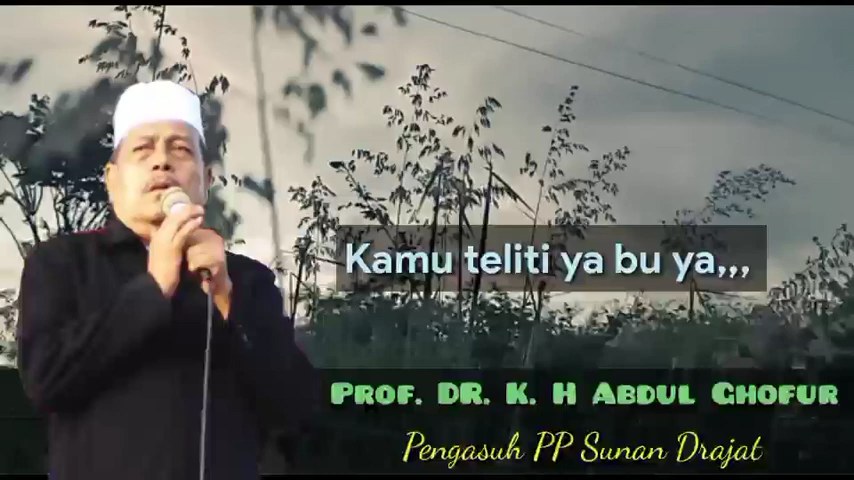 Kamu teliti ya bu ya,,,
PROF. DR. K. H ABDUL GHOFUR
Pengasuh PP Sunan Drajat